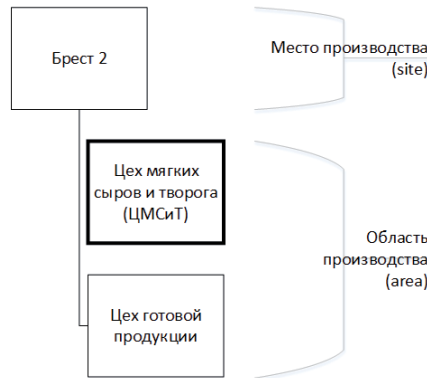 Брест 2
Место производства
(site)
Цех мягких
сыров и творога
(ЦМСиТ)
Область
производства
(area)
Цех готовой
продукции